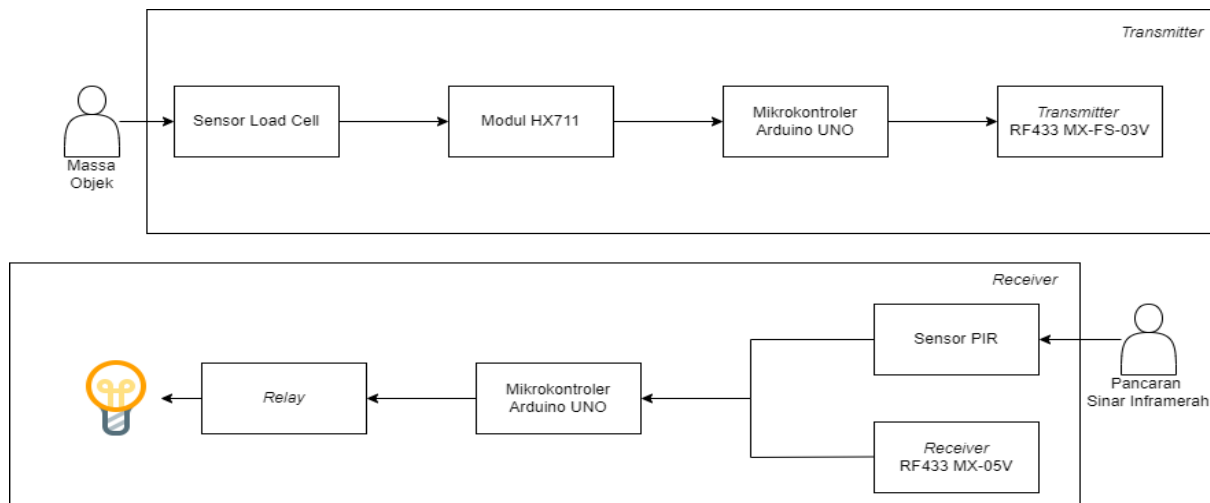 Transmitter
Sensor Load Cell
Modul HX711
Mikrokontroler
Arduino UNO
Transmitter
RF433 MX-FS-03V
Massa
Objek
Receiver
Sensor PIR
Relay
Mikrokontroler
Arduino UNO
Pancaran
Sinar Inframerah
Receiver
RF433 MX-05V